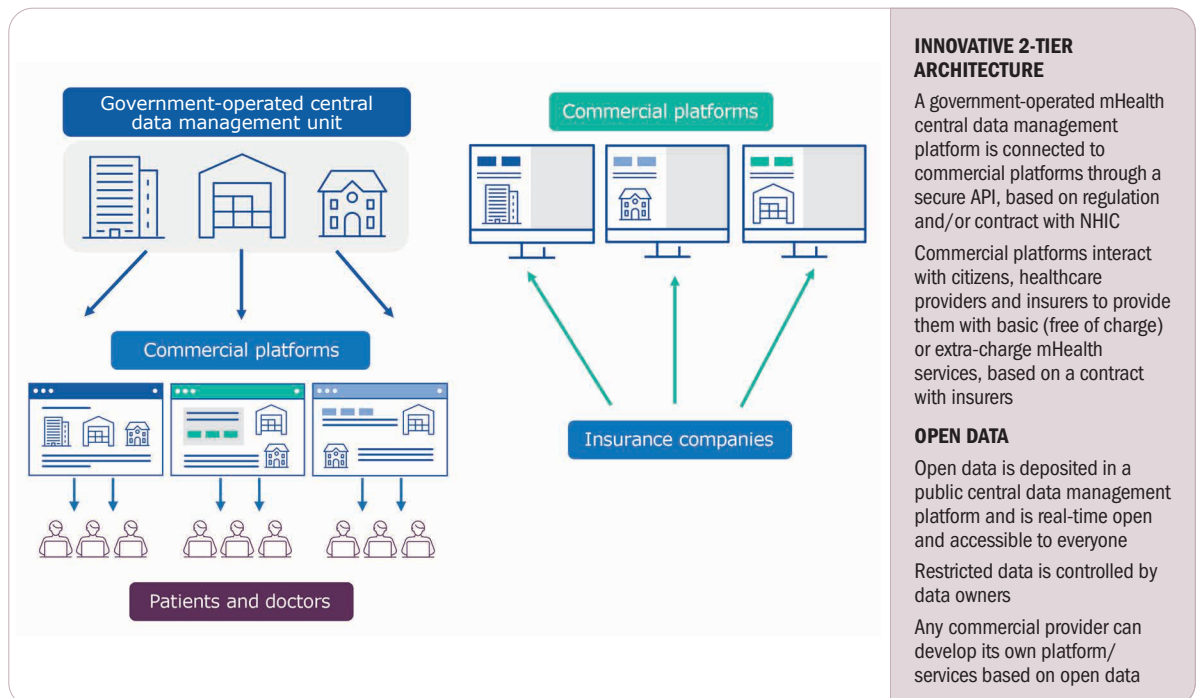 Government-operated central
data management unit
Commercial platforms
Patients and doctors
Commercial platforms
Insurance companies
INNOVATIVE 2-TIER
ARCHITECTURE
A government-operated mHealth
central data management
platform is connected to
commercial platforms through a
secure API, based on regulation
and/or contract with NHIC
Commercial platforms interact
with citizens, healthcare
providers and insurers to provide
them with basic (free of charge)
or extra-charge mHealth
services, based on a contract
with insurers
OPEN DATA
Open data is deposited in a
public central data management
platform and is real-time open
and accessible to everyone
Restricted data is controlled by
data owners
Any commercial provider can
develop its own platform/
services based on open data